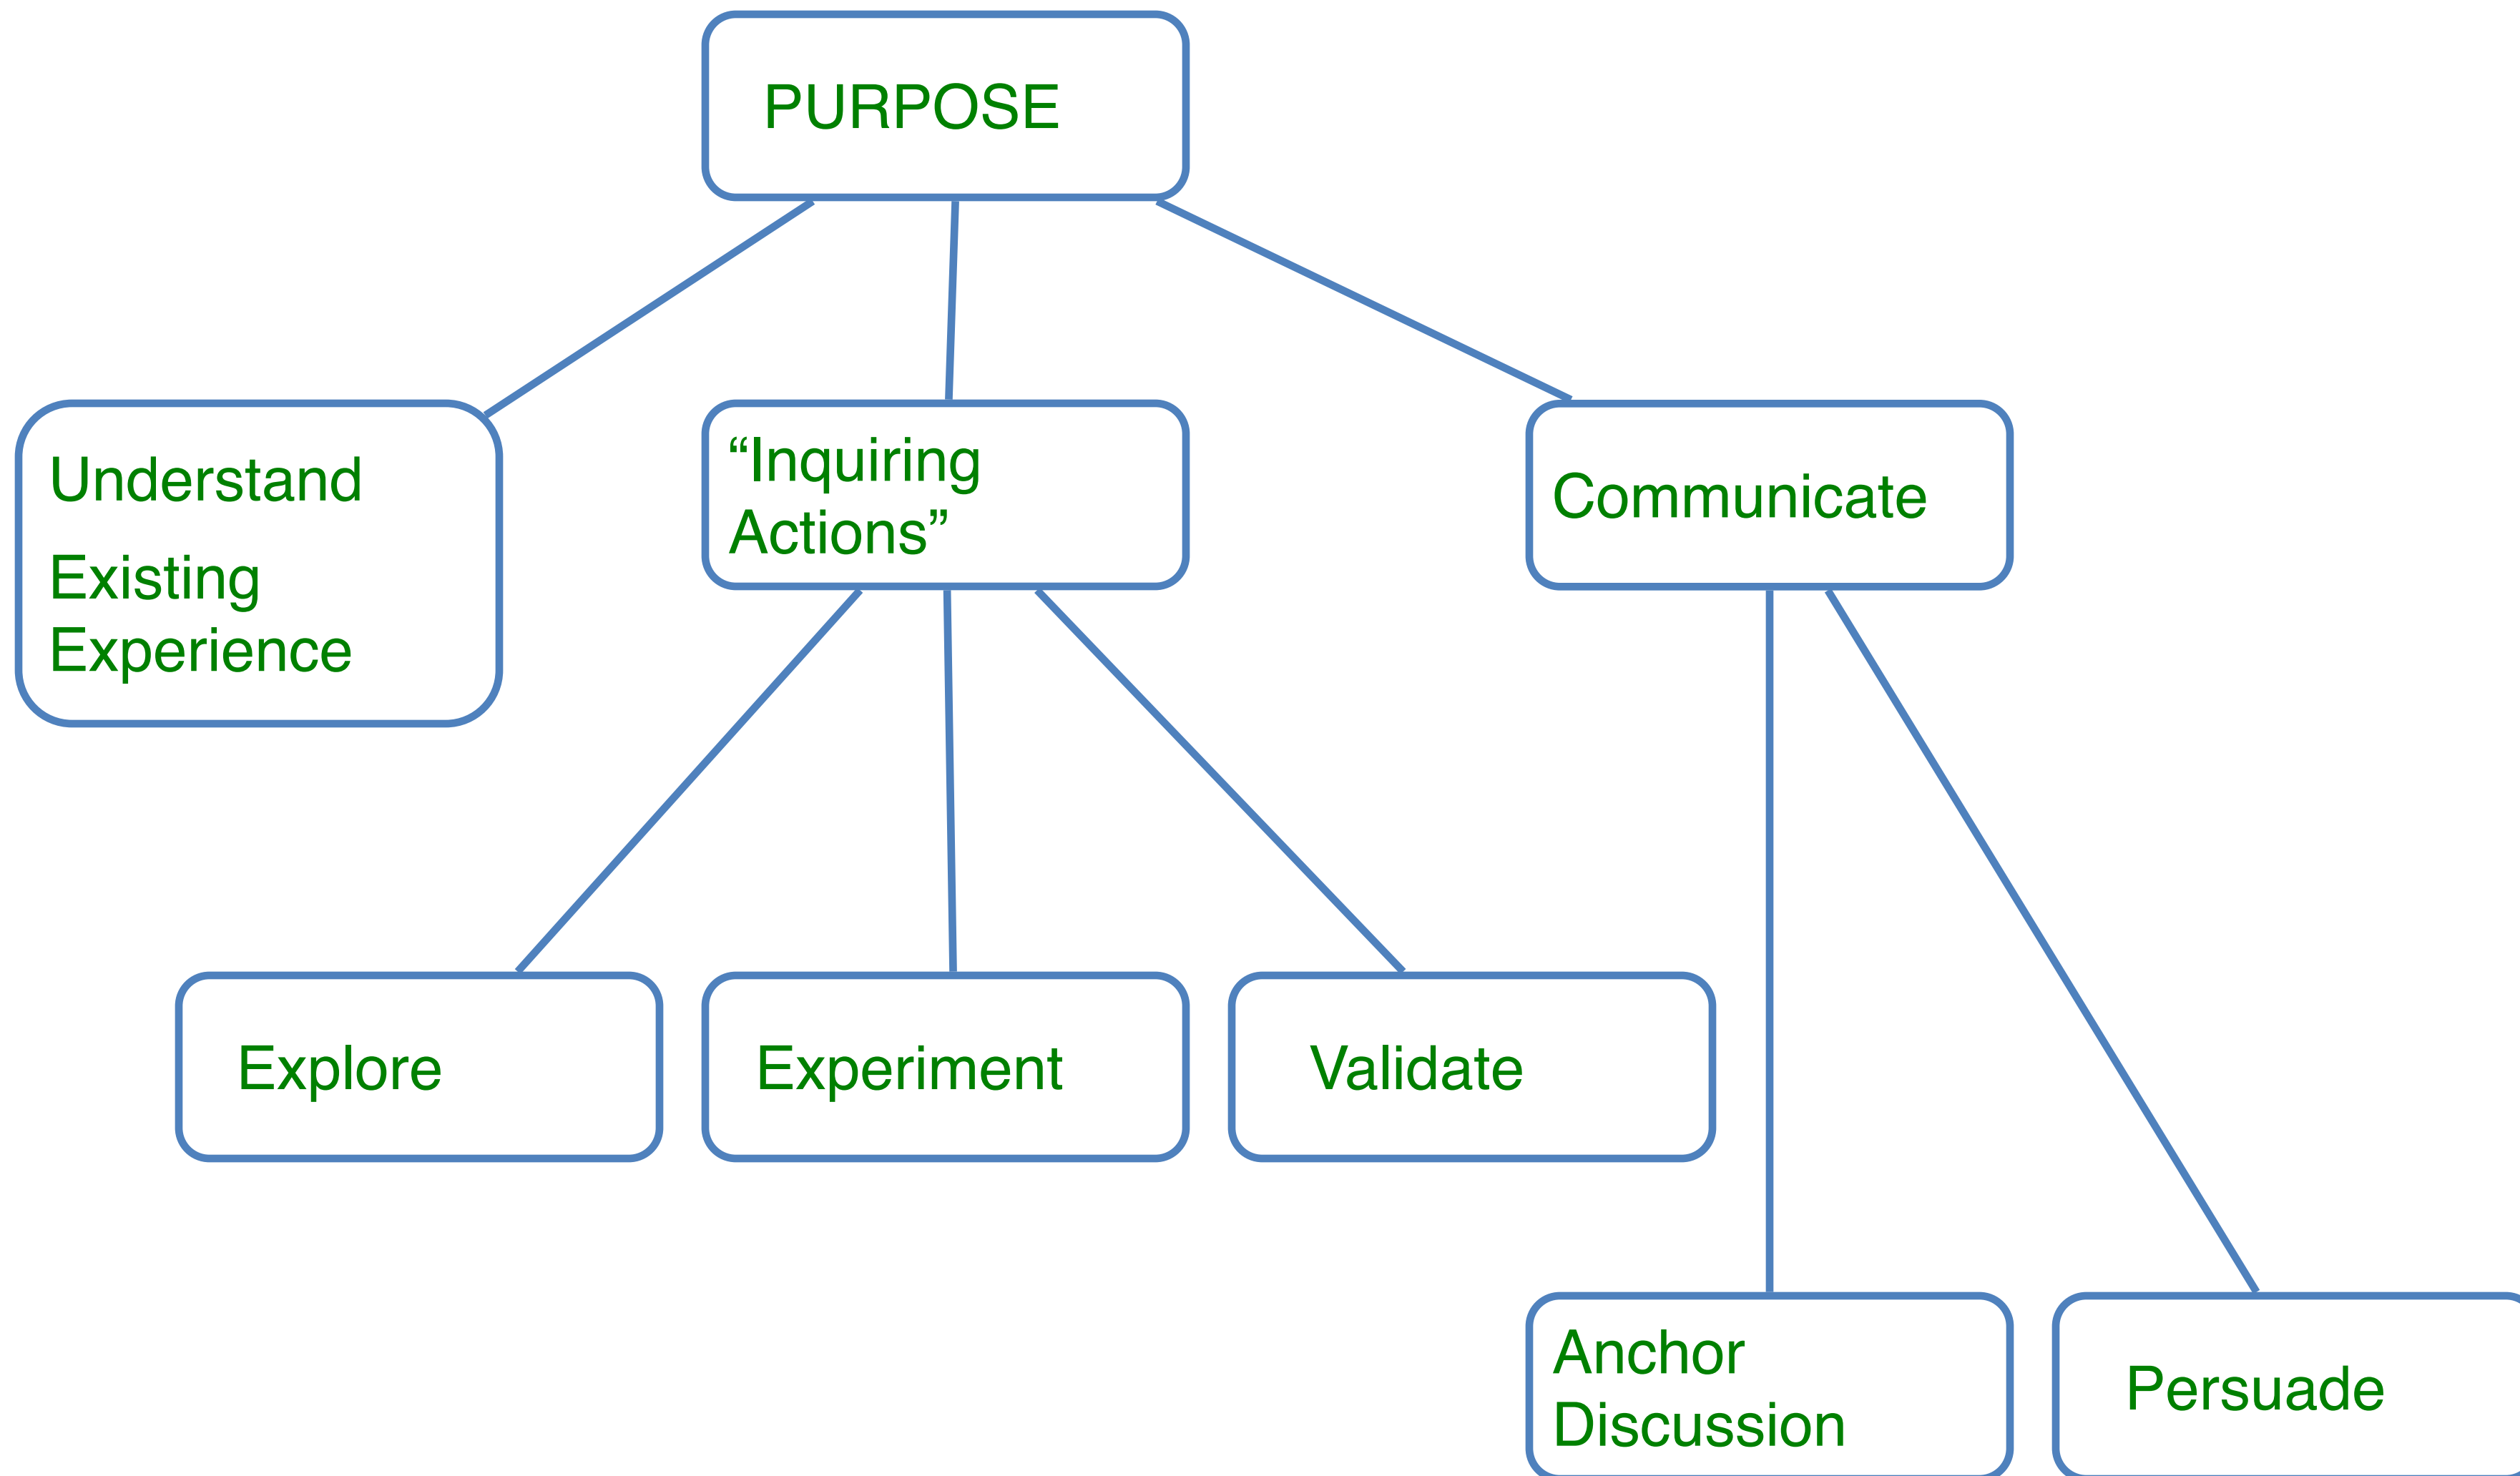 PURPOSE
Understand
Existing
Experience
“Inquiring
Actions”
Communicate
Explore
Experiment
Validate
Anchor
Discussion
Persuade